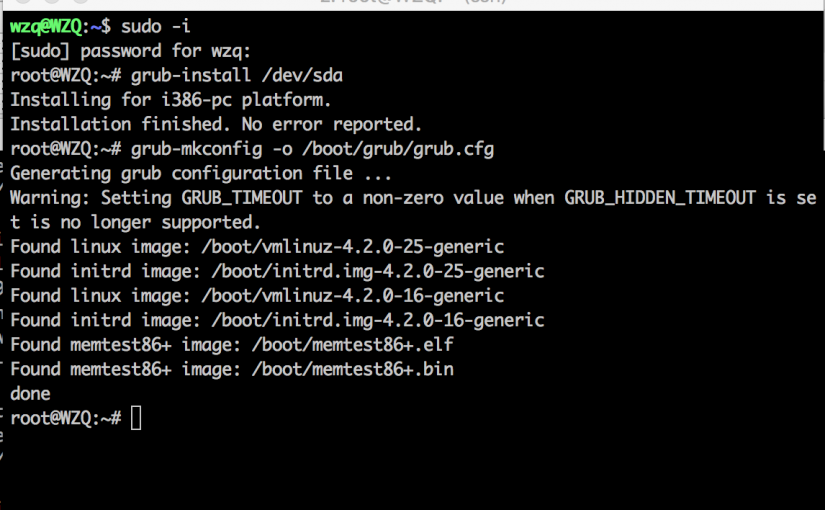 wzq@WZQ:~$ sudo -i
[sudo] password for wzq:
root@WZQ:~# grub-install /dev/sda
Installing for i386-pc platform.
Installation finished. No error reported.
root@WZQ:~# grub-mkconfig -o /boot/grub/grub.cfg
Generating grub configuration file ...
Warning: Setting GRUB_TIMEOUT to a non-zero value when GRUB_HIDDEN_TIMEOUT is se
t is no longer supported.
Found linux image: /boot/vmlinuz-4.2.0-25-generic
Found initrd image: /boot/initrd.img-4.2.0-25-generic
Found linux image: /boot/vmlinuz-4.2.0-16-generic
Found initrd image: /boot/initrd.img-4.2.0-16-generic
Found memtest86+ image: /boot/memtest86+.elf
Found memtest86+ image: /boot/memtest86+.bin
done
root@WZQ:~#